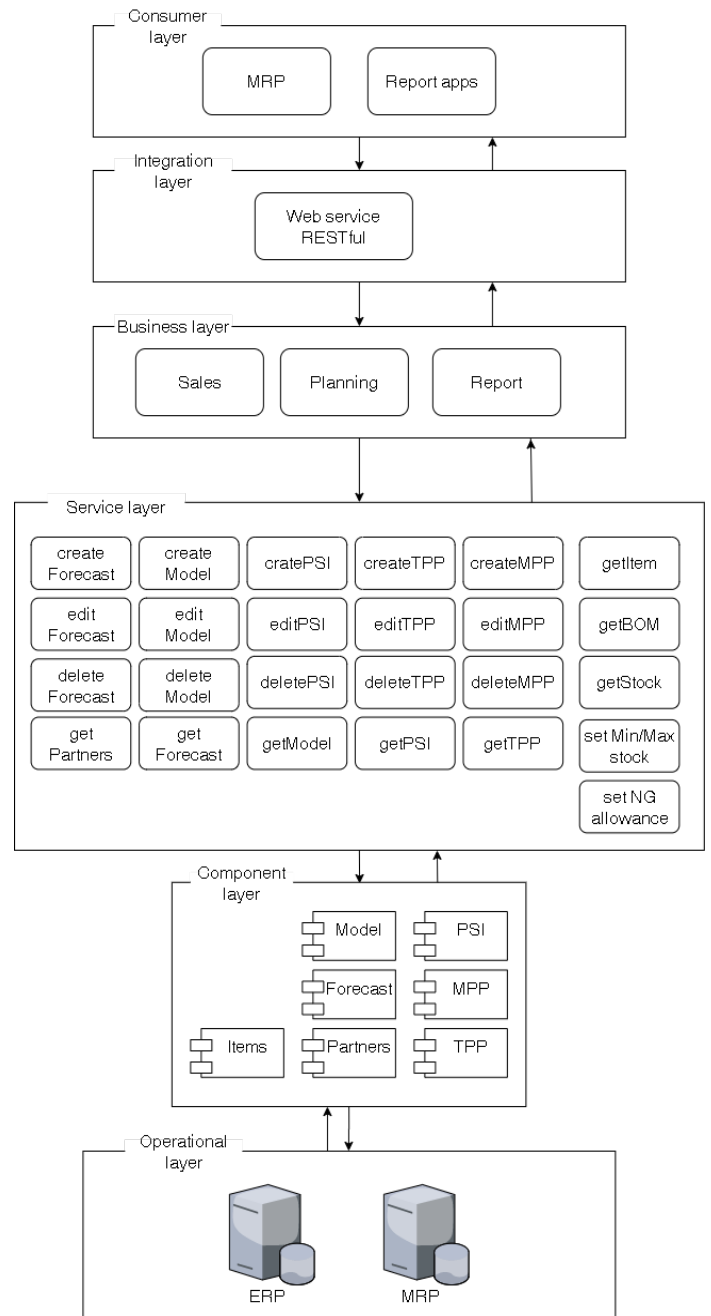 Consumer
layer
MRP
Report apps
Integration
layer
Web service
RESTful
Business layer
Sales
Planning
Report
Service layer
create
Forecast
create
Model
cratePSI
createTPP
createMPP
getItem
edit
Forecast
edit
Model
editPSI
editTPP
editMPP
getBOM
delete
Forecast
delete
Model
deletePSI
deleteTPP
deleteMPP
getStock
get
Partners
get
Forecast
getModel
getPSI
getTPP
set Min/Max
stock
set NG
allowance
Component
layer
Model
PSI
Forecast
MPP
Items
Partners
TPP
Operational
layer
ERP
MRP